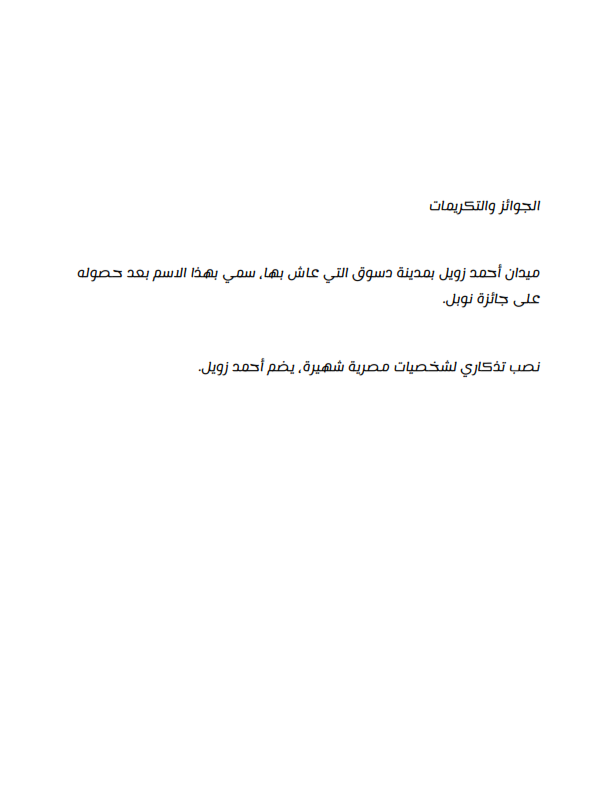 الجوائز والتكريمات
ميدان أحمد زويل بمدينة دسوق التي عاش بها، سمي بهذا الاسم بعد حصوله
على جائزة نوبل.
نصب تذكاري لشخصيات مصرية شهيرة، يضم أحمد زويل.